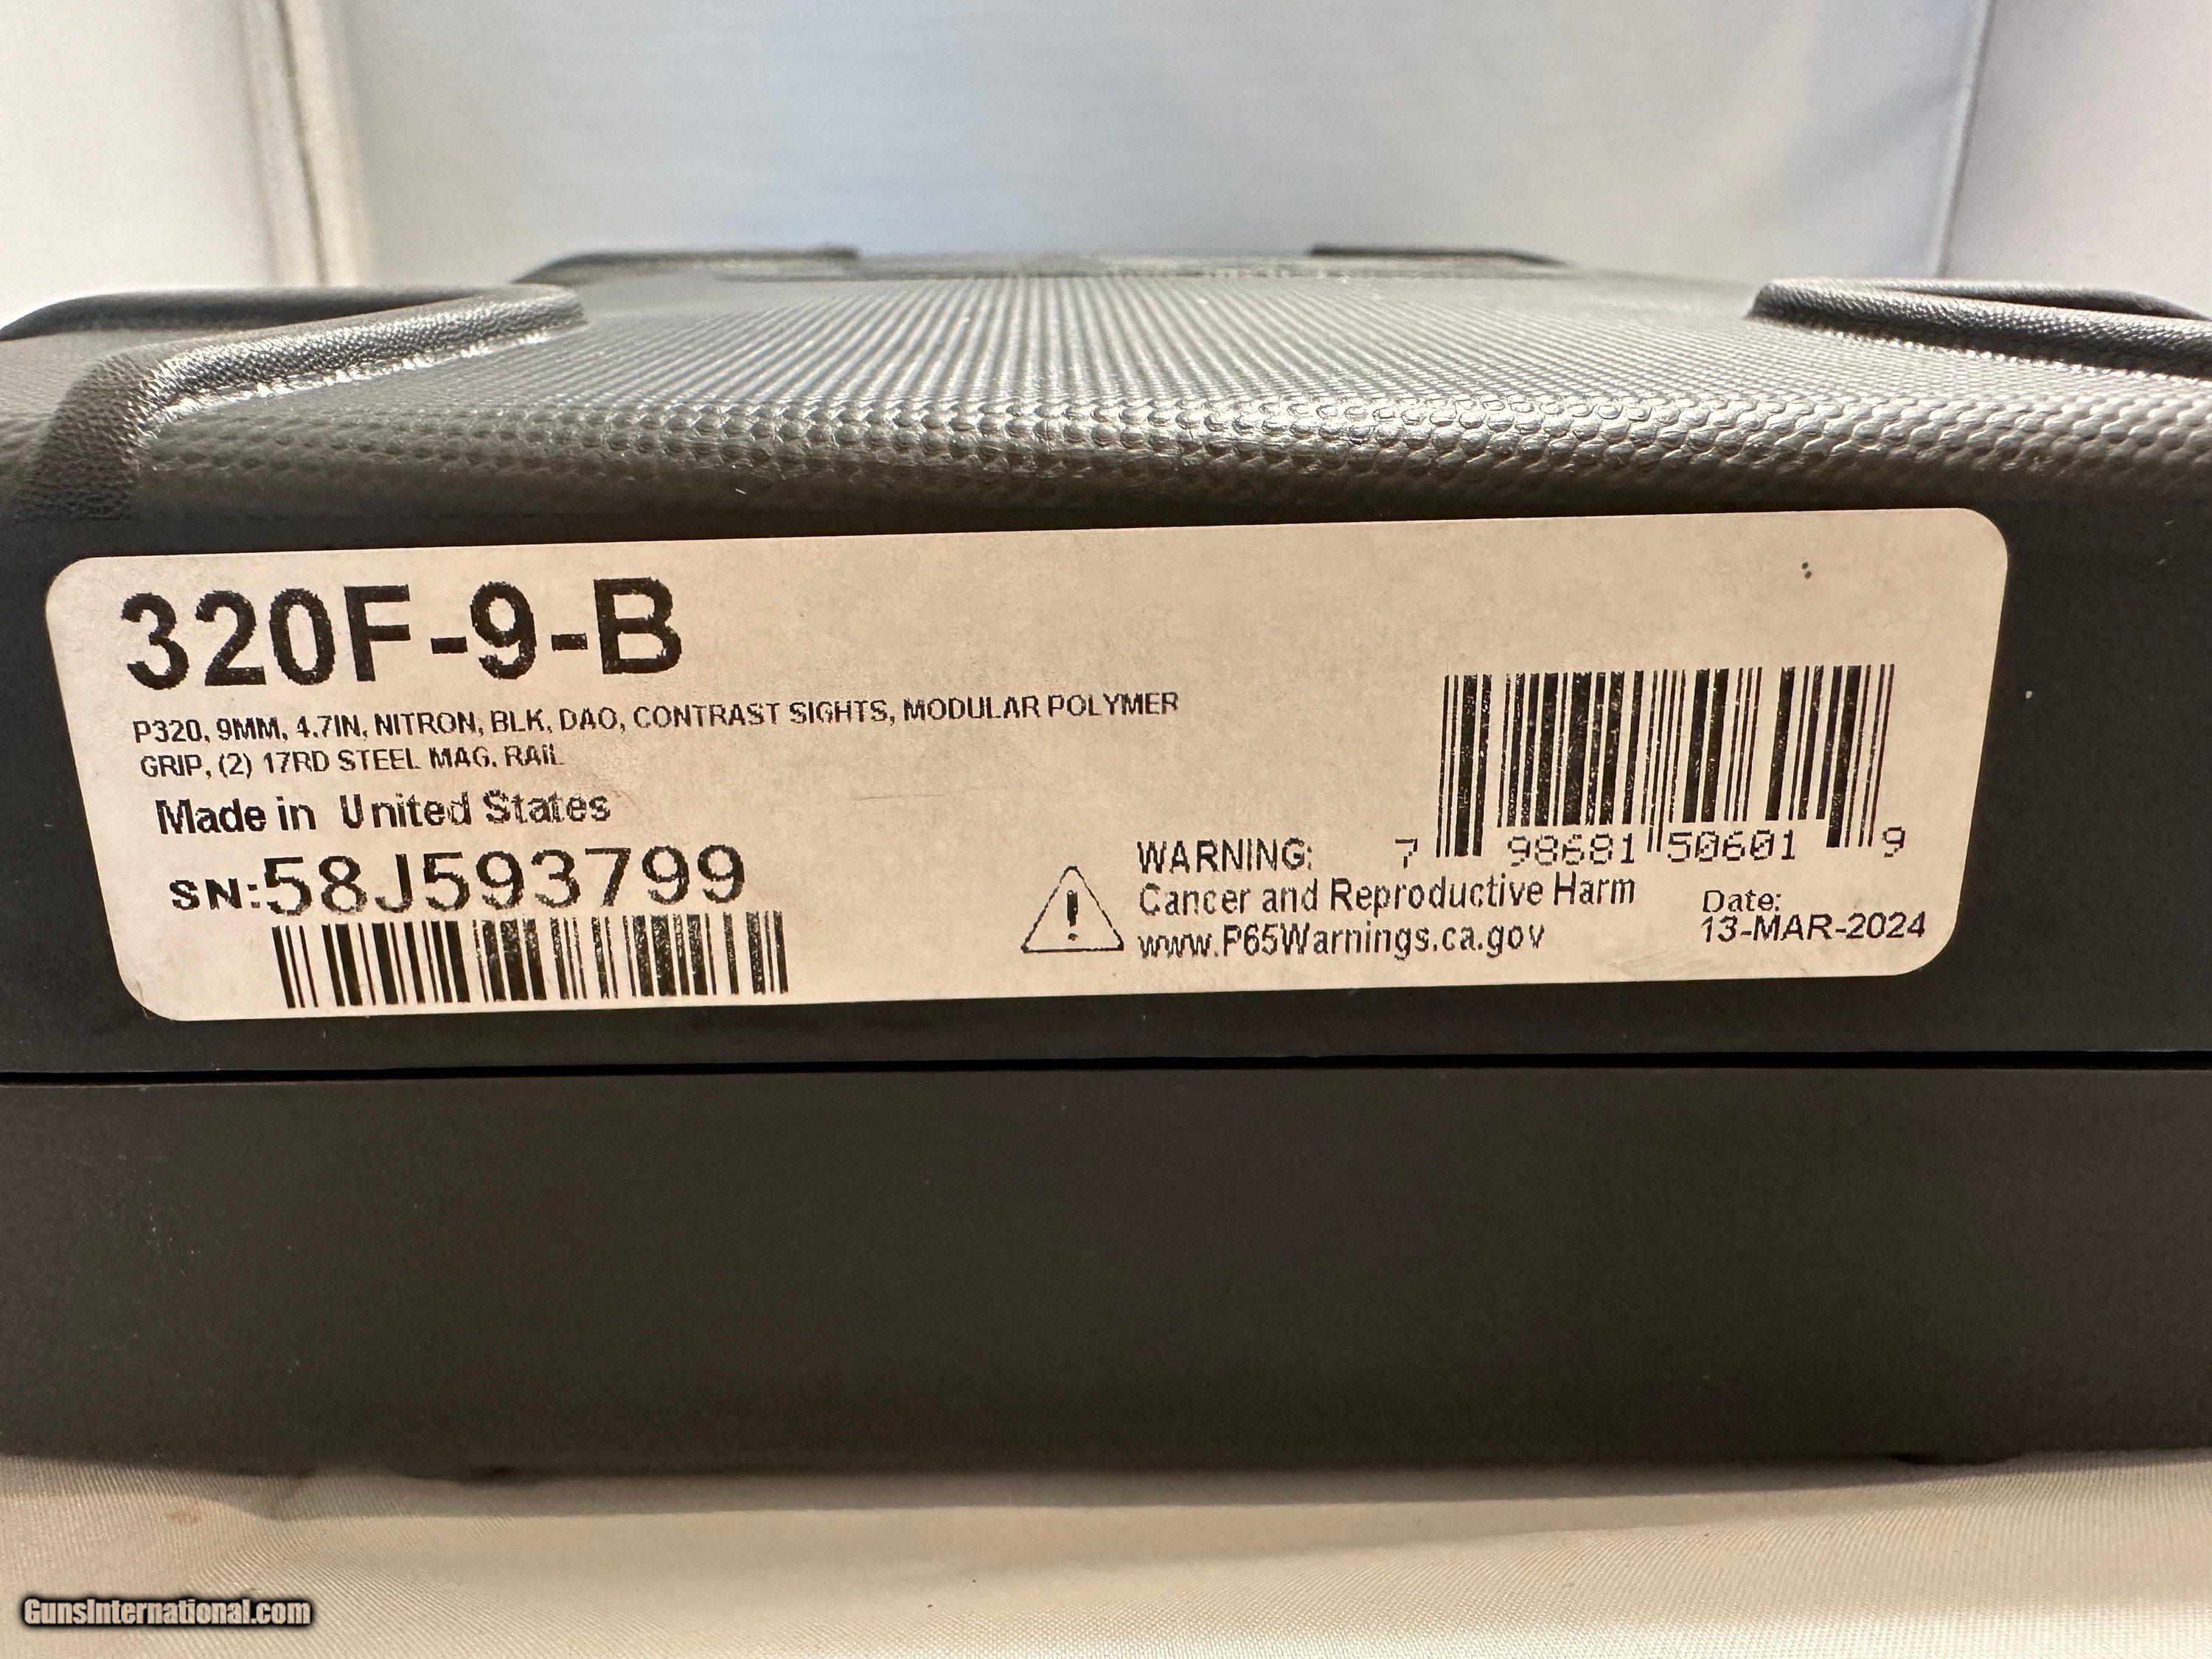 320F-9-B
P320, 9MM, 4.7IN, NITRON, BLK, DAO, CONTRAST SIGHTS, MODULAR POLYMER
GRIP, (2) 17RD STEEL MAG. RAIL
Made in United States
SN:58J593799
7 98681 50601 9
WARNING:
Cancer and Reproductive Harm
www.P65Warnings.ca.gov
Date:
13-MAR-2024
GunsInternational.com